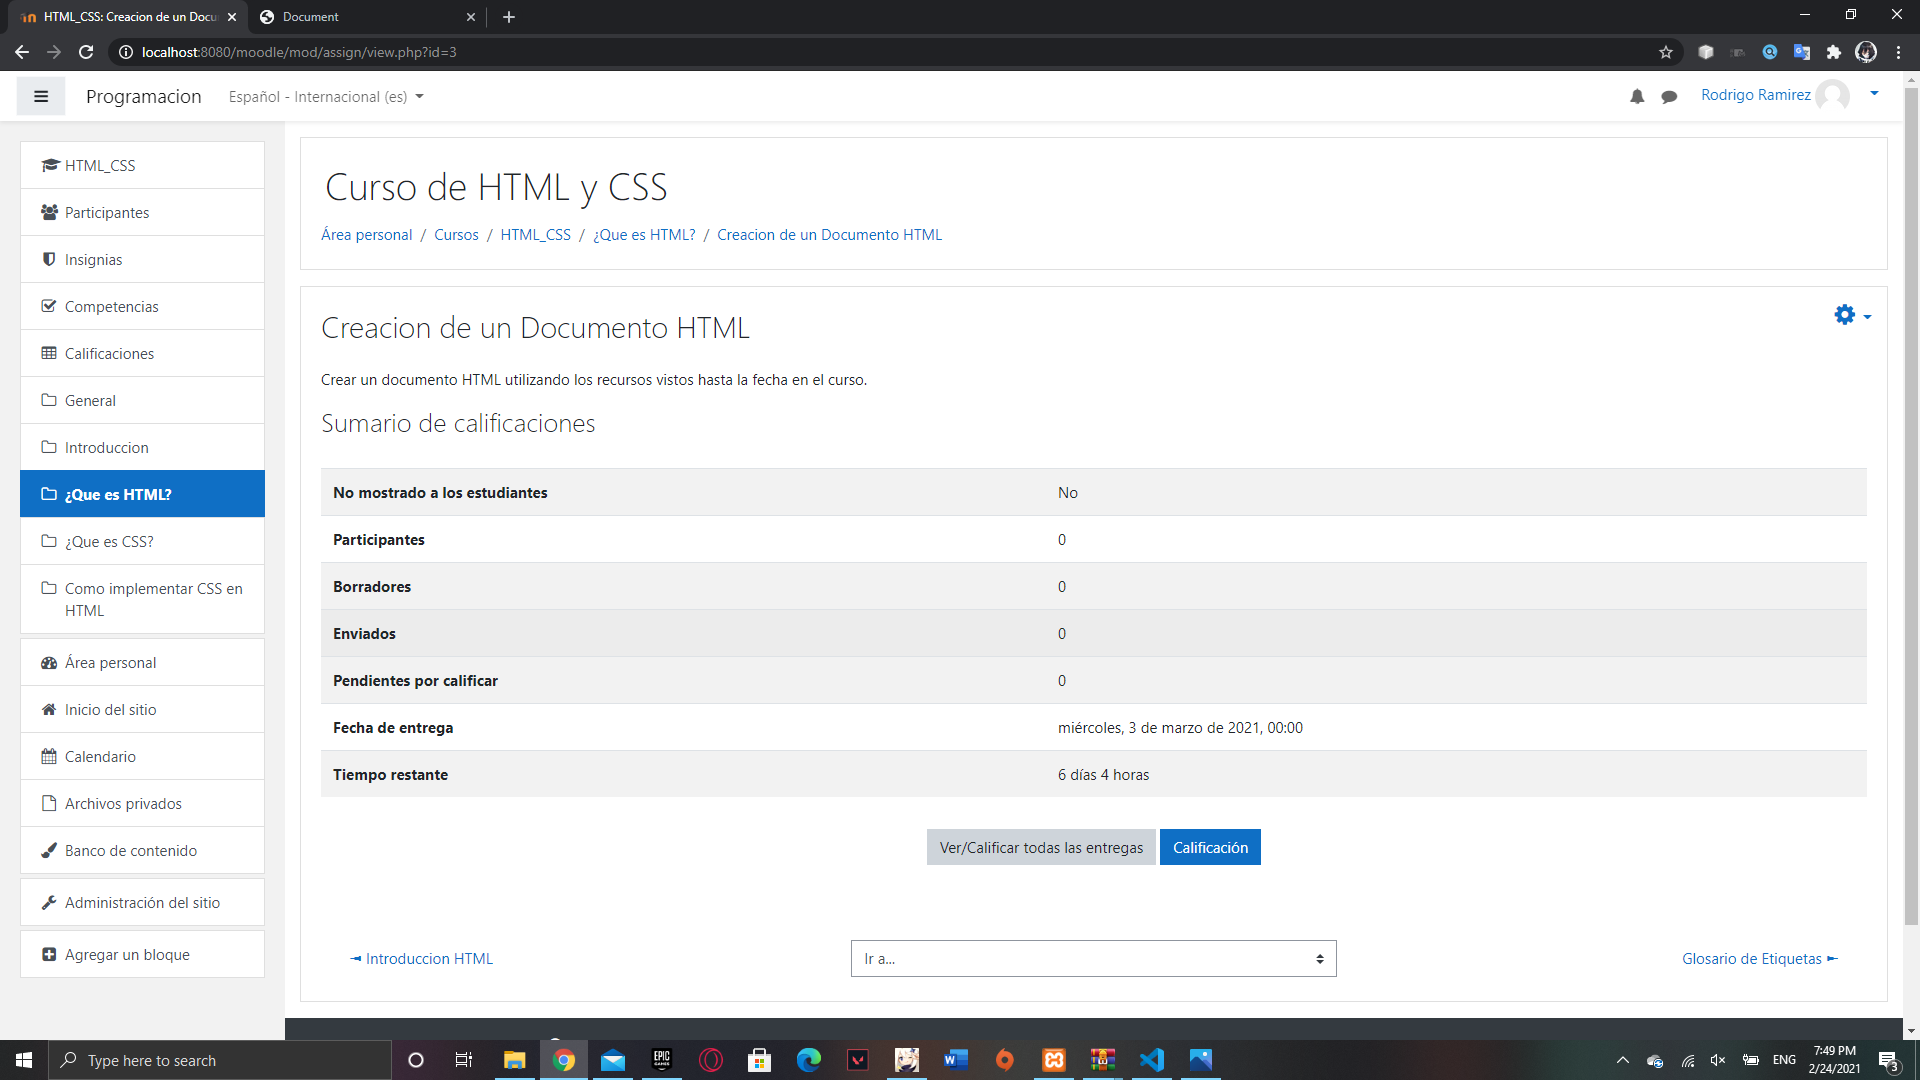 HTML_CSS: Creacion de un Docu
Document
localhost:8080/moodle/mod/assign/view.php?id=3
Programacion
Español - Internacional (es)
Rodrigo Ramirez
HTML_CSS
Participantes
Insignias
Competencias
Calificaciones
General
Introduccion
¿Que es HTML?
¿Que es CSS?
Como implementar CSS en
HTML
Área personal
Inicio del sitio
Calendario
Archivos privados
Banco de contenido
Administración del sitio
Agregar un bloque
Curso de HTML y CSS
Área personal / Cursos / HTML_CSS / ¿Que es HTML? / Creacion de un Documento HTML
Creacion de un Documento HTML
Crear un documento HTML utilizando los recursos vistos hasta la fecha en el curso.
Sumario de calificaciones
No mostrado a los estudiantes No
Participantes 0
Borradores 0
Enviados 0
Pendientes por calificar 0
Fecha de entrega miércoles, 3 de marzo de 2021, 00:00
Tiempo restante 6 días 4 horas
Ver/Calificar todas las entregas Calificación
◄ Introduccion HTML
Ir a...
Glosario de Etiquetas ►
Type here to search
EPIC
GAMES
ENG
7:49 PM
2/24/2021
3